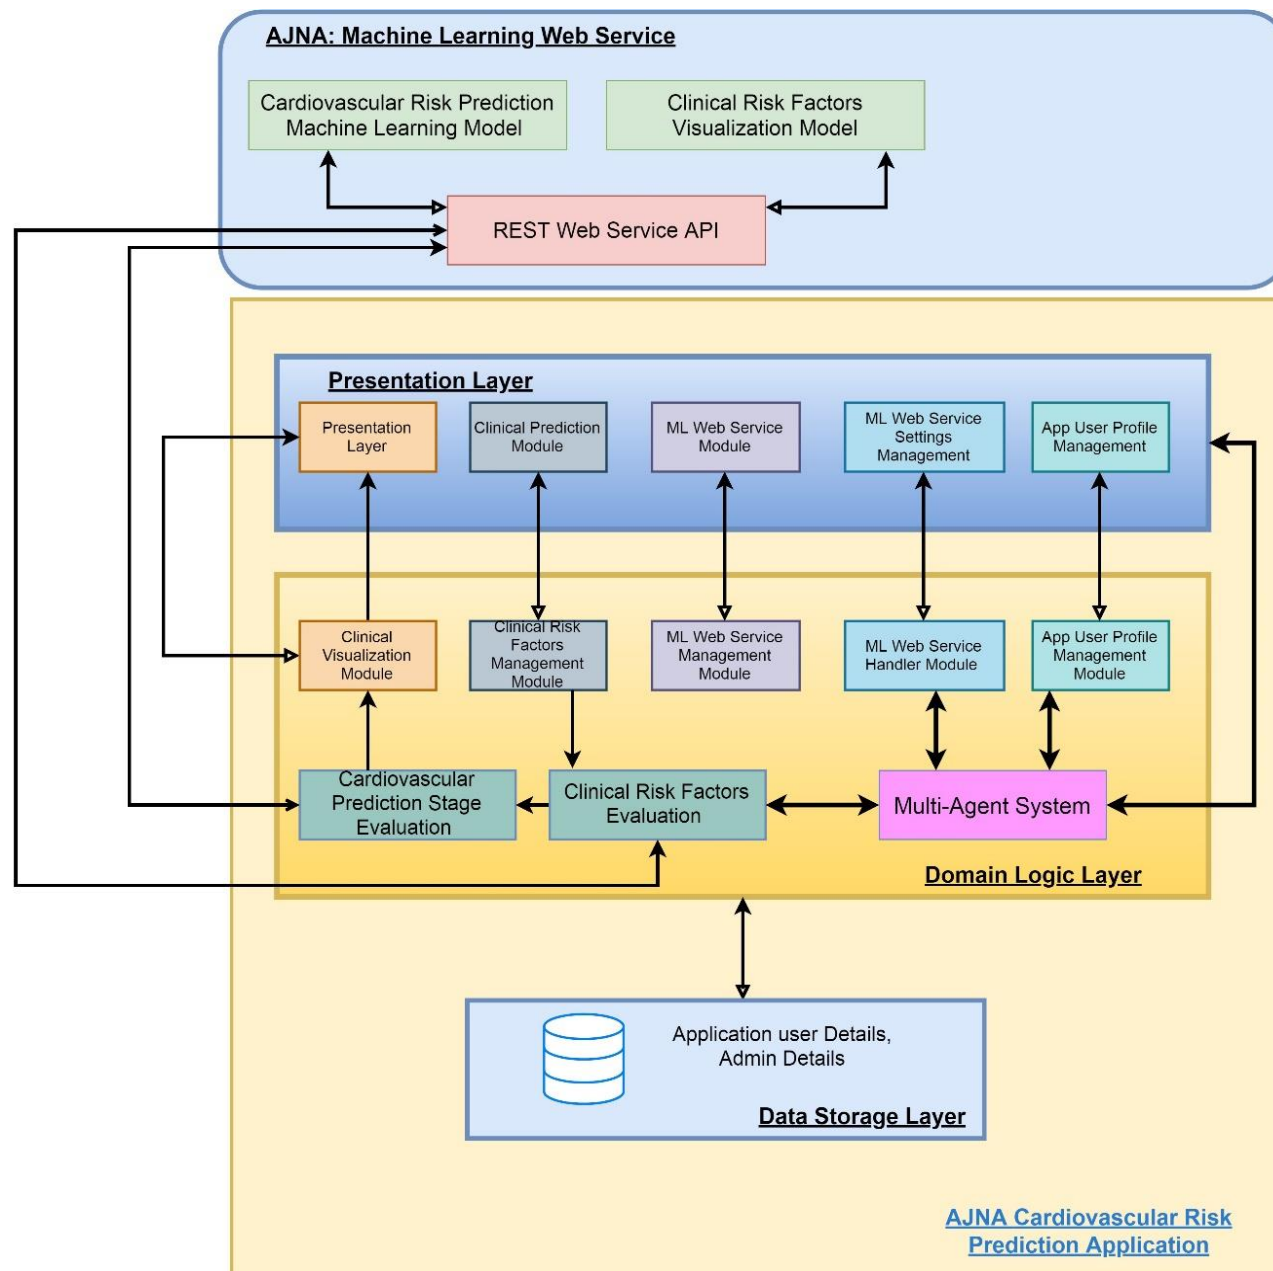 AJNA: Machine Learning Web Service
Cardiovascular Risk Prediction
Machine Learning Model
Clinical Risk Factors
Visualization Model
REST Web Service API
Presentation Layer
Presentation
Layer
Clinical Prediction
Module
ML Web Service
Module
ML Web Service
Settings
Management
App User Profile
Management
Clinical
Visualization
Module
Clinical Risk
Factors
Management
Module
ML Web Service
Management
Module
ML Web Service
Handler Module
App User Profile
Management
Module
Cardiovascular
Prediction Stage
Evaluation
Clinical Risk Factors
Evaluation
Multi-Agent System
Domain Logic Layer
Application user Details,
Admin Details
Data Storage Layer
AJNA Cardiovascular Risk
Prediction Application